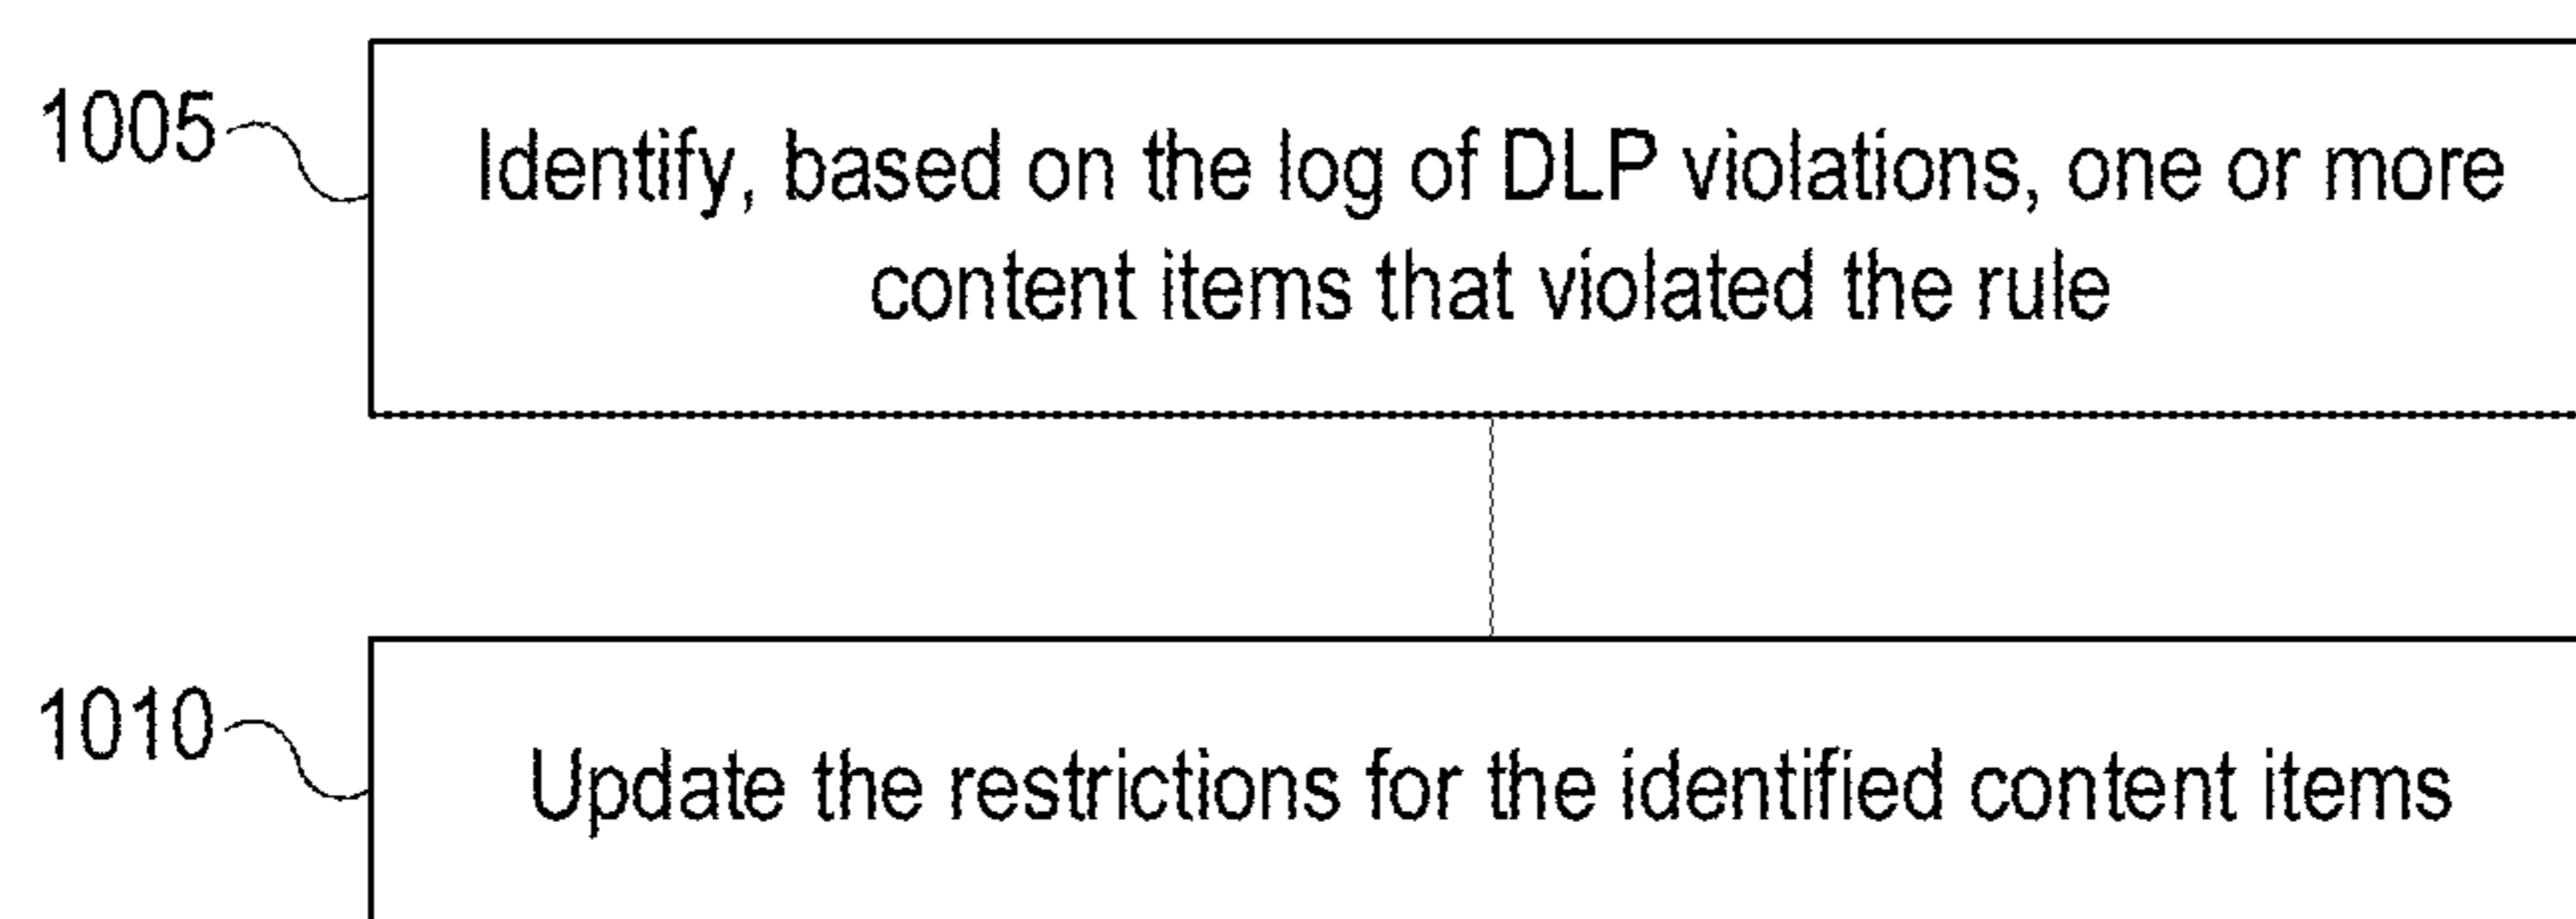 1005
Identify, based on the log of DLP violations, one or more
content items that violated the rule
1010
Update the restrictions for the identified content items